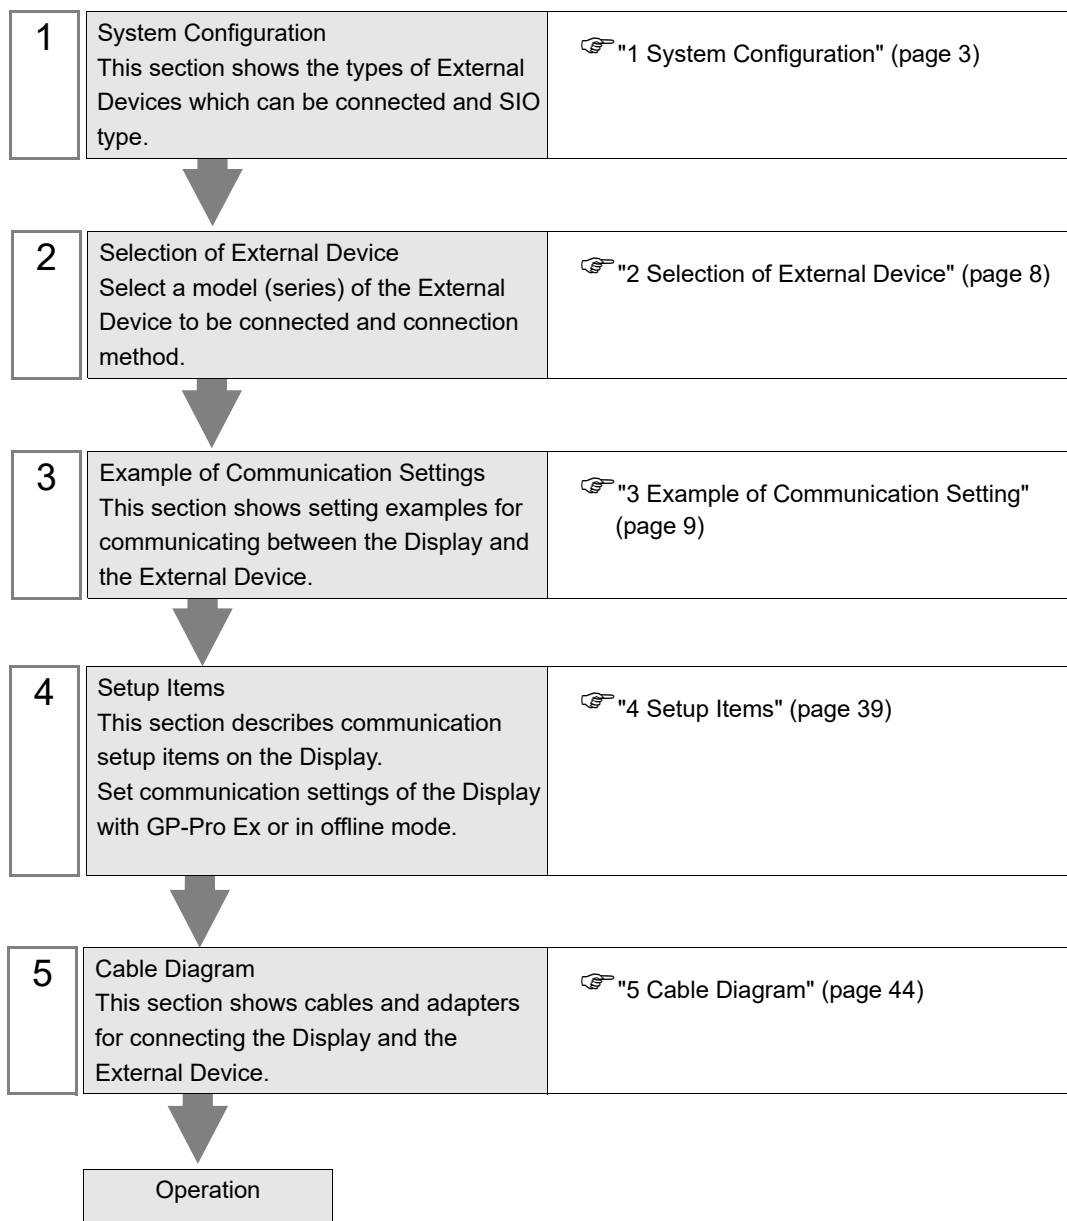 1
System Configuration
This section shows the types of External
Devices which can be connected and SIO
type.
"1 System Configuration" (page 3)
2
Selection of External Device
Select a model (series) of the External
Device to be connected and connection
method.
"2 Selection of External Device" (page 8)
3
Example of Communication Settings
This section shows setting examples for
communicating between the Display and
the External Device.
"3 Example of Communication Setting"
(page 9)
4
Setup Items
This section describes communication
setup items on the Display.
Set communication settings of the Display
with GP-Pro Ex or in offline mode.
"4 Setup Items" (page 39)
5
Cable Diagram
This section shows cables and adapters
for connecting the Display and the
External Device.
"5 Cable Diagram" (page 44)
Operation